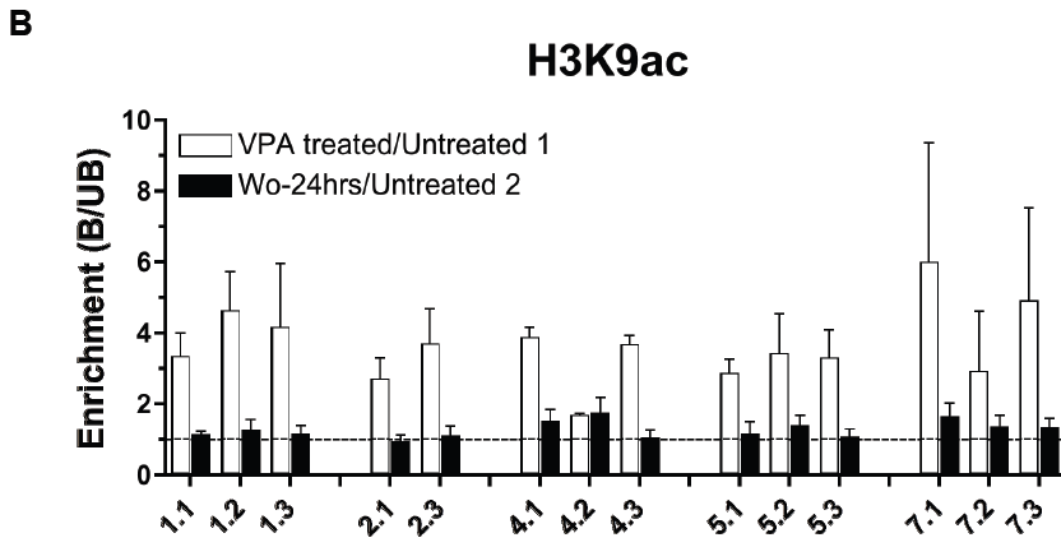 B
H3K9ac
Enrichment (B/UB)
10
8
6
4
2
0
VPA treated/Untreated 1
Wo-24hrs/Untreated 2
1.1 1.2 1.3 2.1 2.3 4.1 4.2 4.3 5.1 5.2 5.3 7.1 7.2 7.3